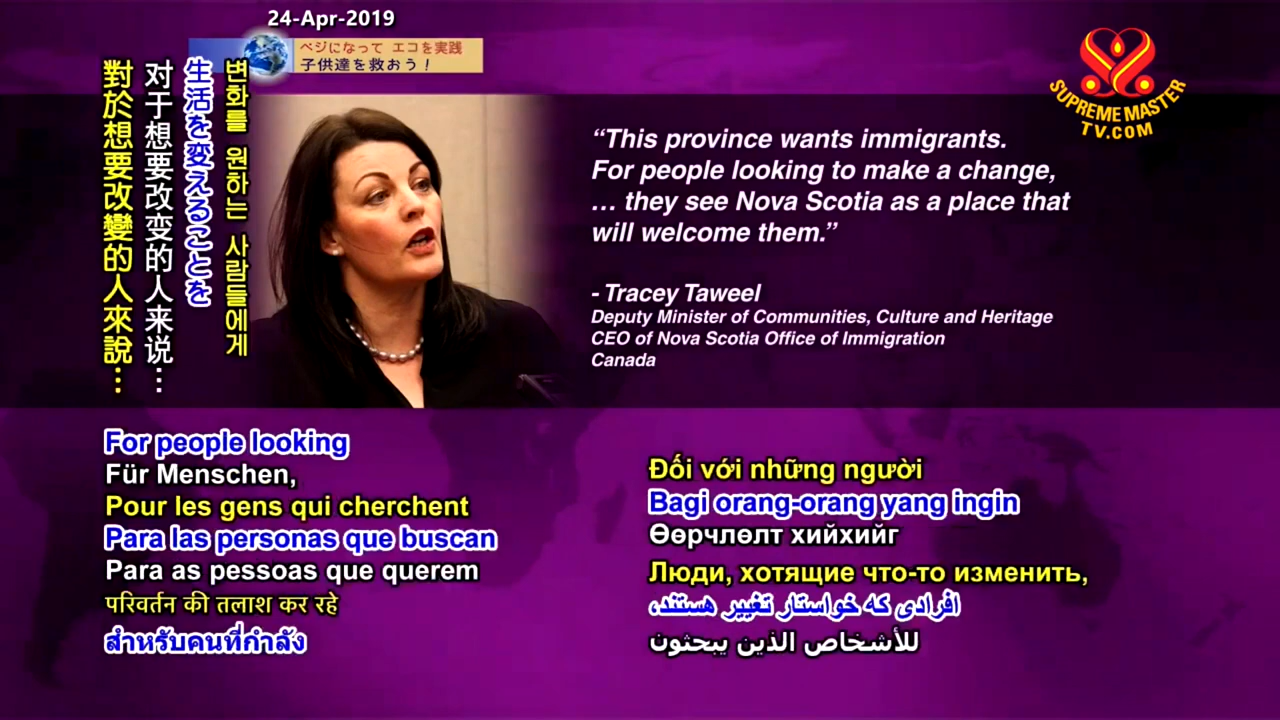 24-Apr-2019
ベジになって エコを実践
子供達を救おう！
SUPREME MASTER
TV.COM
변화를 원하는 사람들에게
生活を変えることを
对于想要改变的人来说…
對於想要改變的人來說…
“This province wants immigrants.
For people looking to make a change,
… they see Nova Scotia as a place that
will welcome them.”
- Tracey Taweel
Deputy Minister of Communities, Culture and Heritage
CEO of Nova Scotia Office of Immigration
Canada
For people looking
Für Menschen,
Pour les gens qui cherchent
Para las personas que buscan
Para as pessoas que querem
परिवर्तन की तलाश कर रहे
สำหรับคนที่กำลัง
Đối với những người
Bagi orang-orang yang ingin
Өөрчлөлт хийхийг
Люди, хотящие что-то изменить,
افرادی که خواستار تغییر هستند،
للأشخاص الذين يبحثون